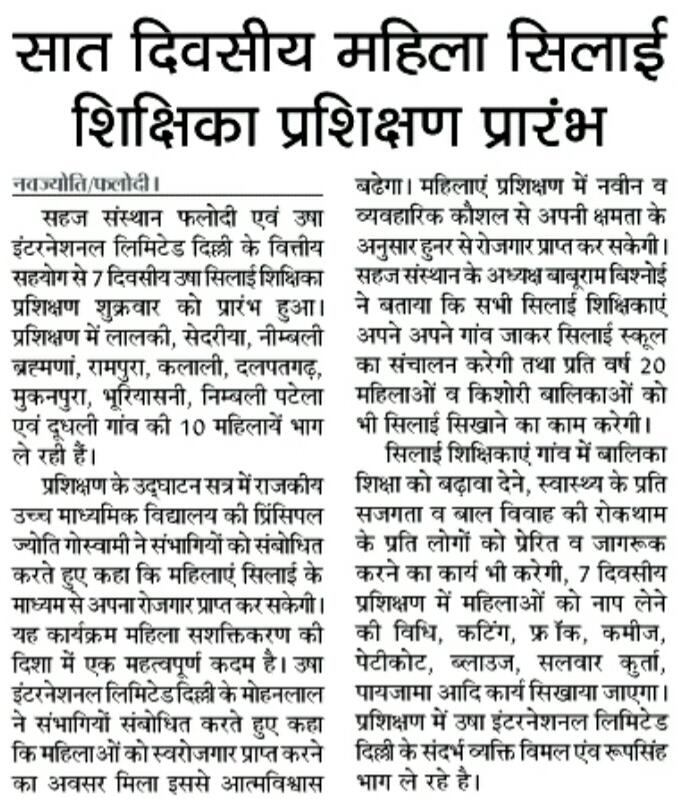 सात दिवसीय महिला सिलाई
शिक्षिका प्रशिक्षण प्रारंभ
नवज्योति/फलोदी।
सहज संस्थान फलोदी एवं उषा
इंटरनेशनल लिमिटेड दिल्ली के वित्तीय
सहयोग से 7 दिवसीय उषा सिलाई शिक्षिका
प्रशिक्षण शुक्रवार को प्रारंभ हुआ।
प्रशिक्षण में लालकी, सेदरीया, नीम्बली
ब्रह्मणां, रामपुरा, कलाली, दलपतगढ़,
मुकनपुरा, भूरियासनी, निम्बली पटेला
एवं दूधली गांव की 10 महिलायें भाग
ले रही हैं।
प्रशिक्षण के उद्घाटन सत्र में राजकीय
उच्च माध्यमिक विद्यालय की प्रिंसिपल
ज्योति गोस्वामी ने संभागियों को संबोधित
करते हुए कहा कि महिलाएं सिलाई के
माध्यम से अपना रोजगार प्राप्त कर सकेगी।
यह कार्यक्रम महिला सशक्तिकरण की
दिशा में एक महत्वपूर्ण कदम है। उषा
इंटरनेशनल लिमिटेड दिल्ली के मोहनलाल
ने संभागियों संबोधित करते हुए कहा
कि महिलाओं को स्वरोजगार प्राप्त करने
का अवसर मिला इससे आत्मविश्वास
बढेगा। महिलाएं प्रशिक्षण में नवीन व
व्यवहारिक कौशल से अपनी क्षमता के
अनुसार हुनर से रोजगार प्राप्त कर सकेगी।
सहज संस्थान के अध्यक्ष बाबूराम बिश्नोई
ने बताया कि सभी सिलाई शिक्षिकाएं
अपने अपने गांव जाकर सिलाई स्कूल
का संचालन करेगी तथा प्रति वर्ष 20
महिलाओं व किशोरी बालिकाओं को
भी सिलाई सिखाने का काम करेगी।
सिलाई शिक्षिकाएं गांव में बालिका
शिक्षा को बढ़ावा देने, स्वास्थ्य के प्रति
सजगता व बाल विवाह की रोकथाम
के प्रति लोगों को प्रेरित व जागरूक
करने का कार्य भी करेगी, 7 दिवसीय
प्रशिक्षण में महिलाओं को नाप लेने
की विधि, कटिंग, फ्रॉक, कमीज,
पेटीकोट, ब्लाउज, सलवार कुर्ता,
पायजामा आदि कार्य सिखाया जाएगा।
प्रशिक्षण में उषा इंटरनेशनल लिमिटेड
दिल्ली के संदर्भ व्यक्ति विमल एंव रूपसिंह
भाग ले रहे है।